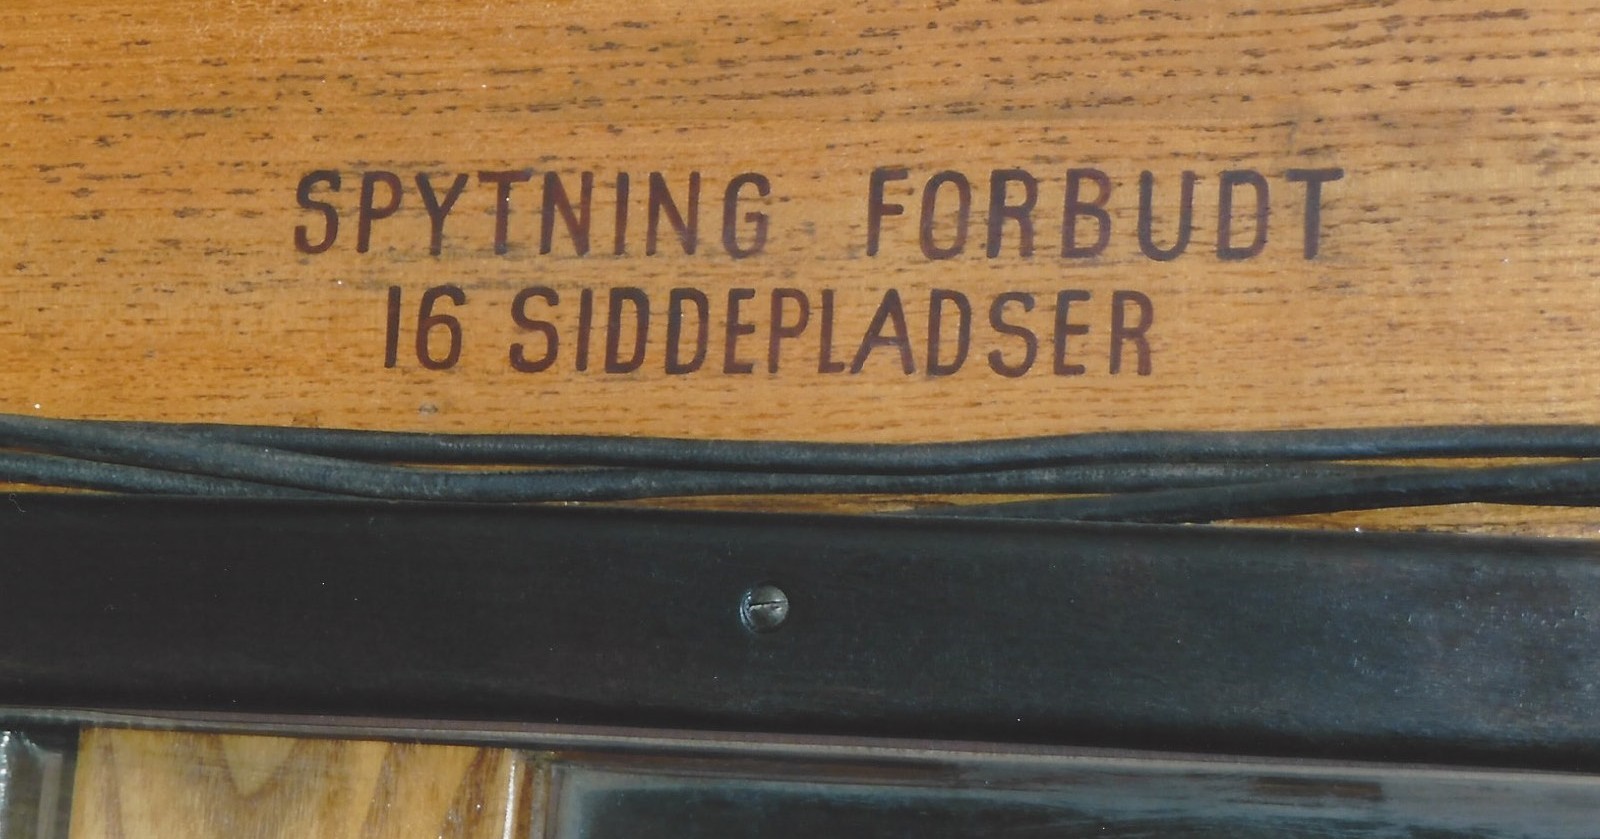 SPYTNING FORBUDT
16 SIDDEPLADSER